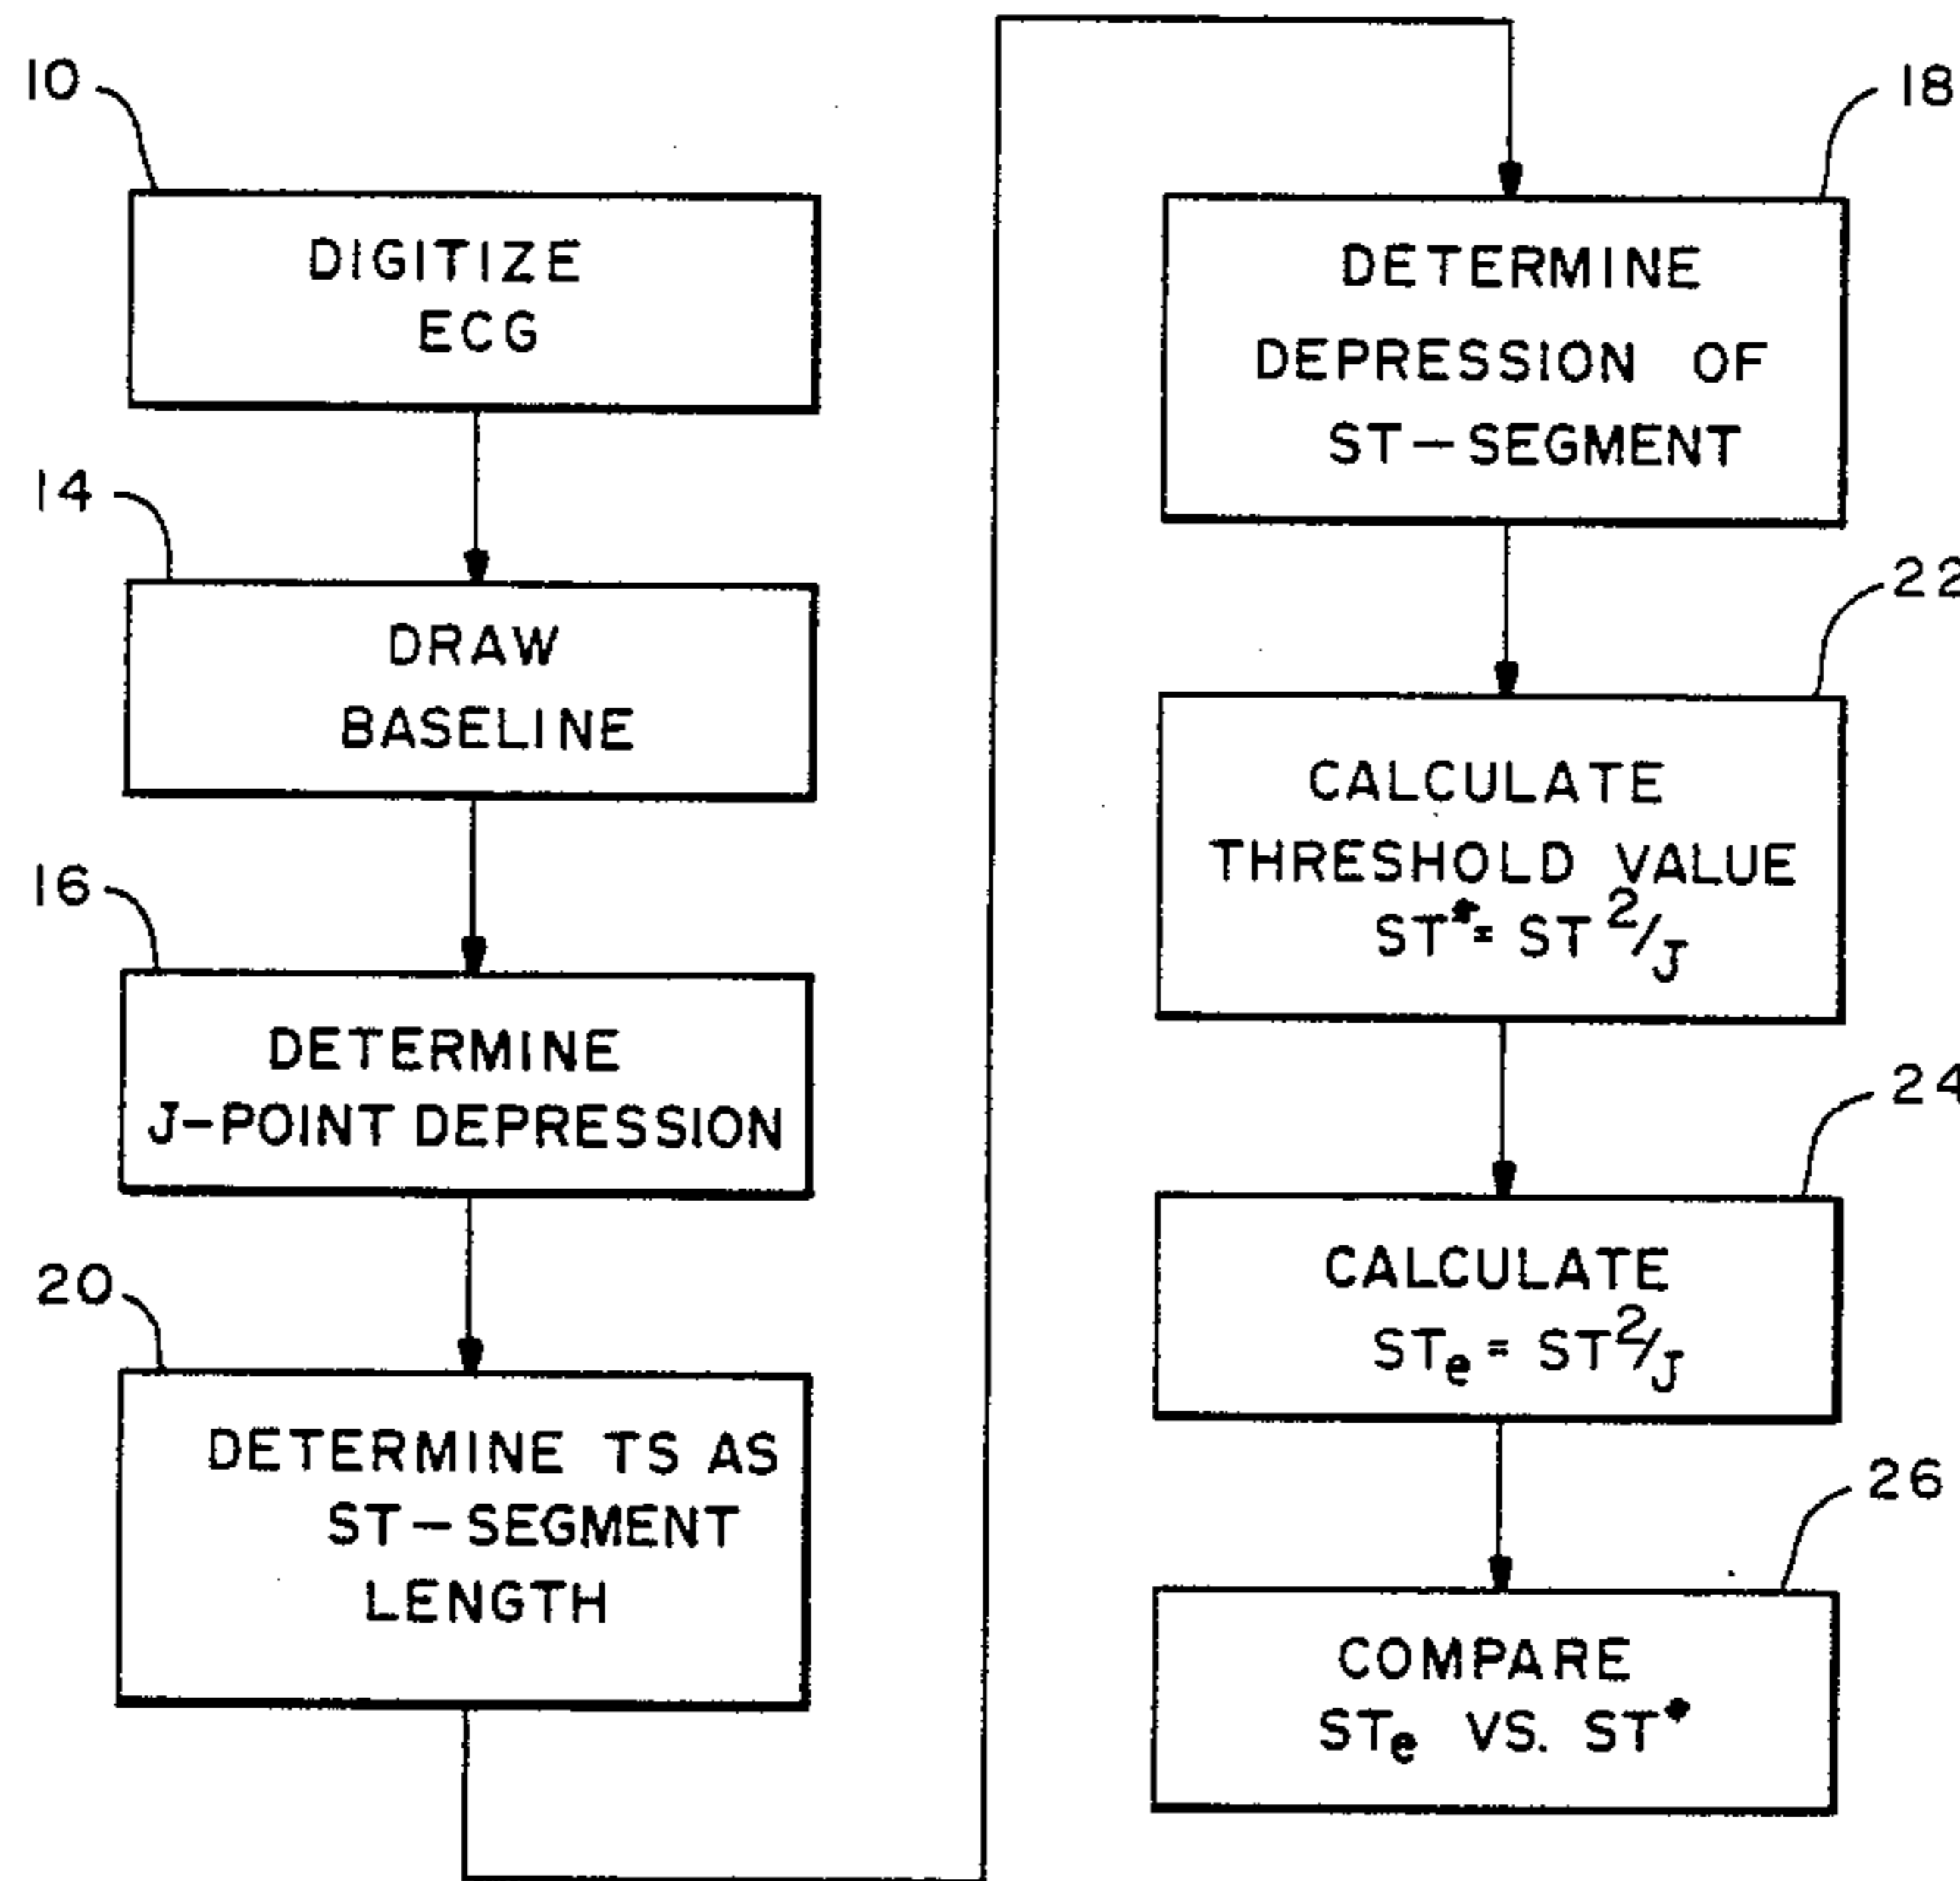 10
DIGITIZE
ECG
14
DRAW
BASELINE
16
DETERMINE
J-POINT DEPRESSION
20
DETERMINE TS AS
ST-SEGMENT
LENGTH
18
DETERMINE
DEPRESSION OF
ST-SEGMENT
22
CALCULATE
THRESHOLD VALUE
ST* = ST²/J
24
CALCULATE
STₑ = ST²/J
26
COMPARE
STₑ VS. ST*